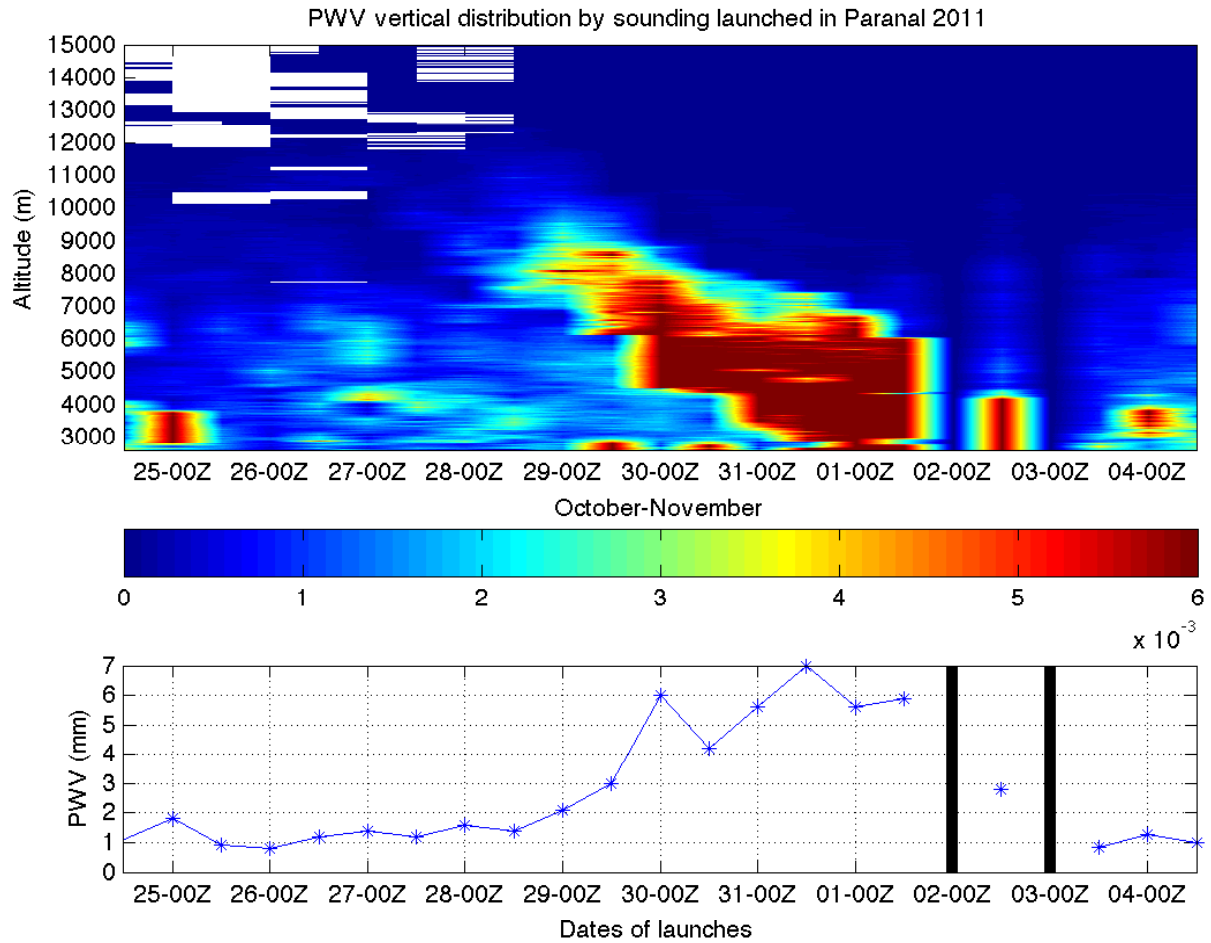 PWV vertical distribution by sounding launched in Paranal 2011
15000
14000
13000
12000
11000
10000
9000
8000
7000
6000
5000
4000
3000
Altitude (m)
25-00Z 26-00Z 27-00Z 28-00Z 29-00Z 30-00Z 31-00Z 01-00Z 02-00Z 03-00Z 04-00Z
October-November
0 1 2 3 4 5 6
x 10^-3
7
6
5
4
3
2
1
0
PWV (mm)
25-00Z 26-00Z 27-00Z 28-00Z 29-00Z 30-00Z 31-00Z 01-00Z 02-00Z 03-00Z 04-00Z
Dates of launches